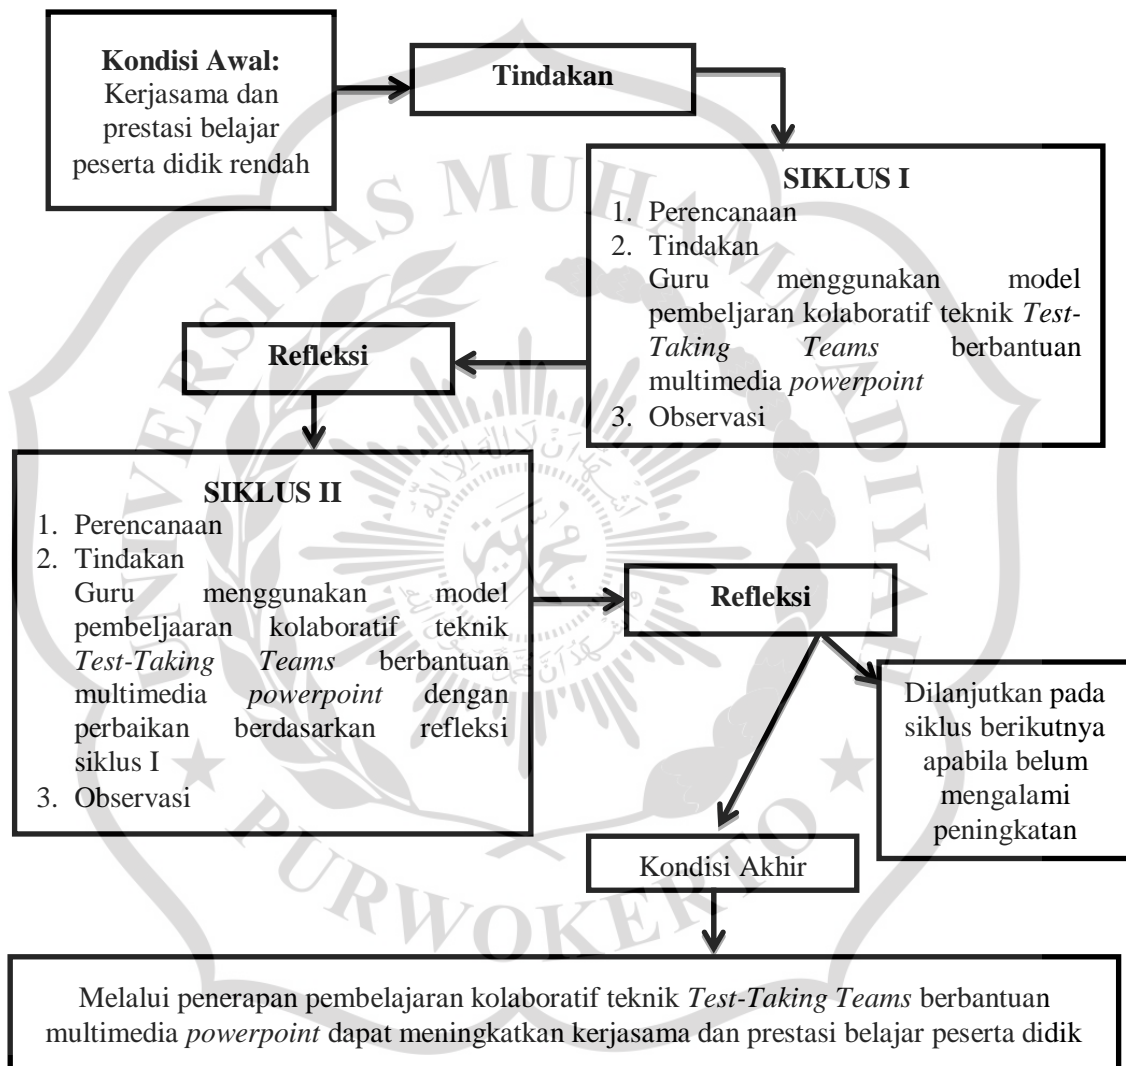 Kondisi Awal:
Kerjasama dan
prestasi belajar
peserta didik rendah
Tindakan
SIKLUS I
1. Perencanaan
2. Tindakan
Guru menggunakan model
pembeljaran kolaboratif teknik Test-
Taking Teams berbantuan
multimedia powerpoint
3. Observasi
Refleksi
SIKLUS II
1. Perencanaan
2. Tindakan
Guru menggunakan model
pembeljaaran kolaboratif teknik
Test-Taking Teams berbantuan
multimedia powerpoint dengan
perbaikan berdasarkan refleksi
siklus I
3. Observasi
Refleksi
Dilanjutkan pada
siklus berikutnya
apabila belum
mengalami
peningkatan
Kondisi Akhir
Melalui penerapan pembelajaran kolaboratif teknik Test-Taking Teams berbantuan
multimedia powerpoint dapat meningkatkan kerjasama dan prestasi belajar peserta didik
UNIVERSITAS MUHAMMADIYAH
PURWOKERTO